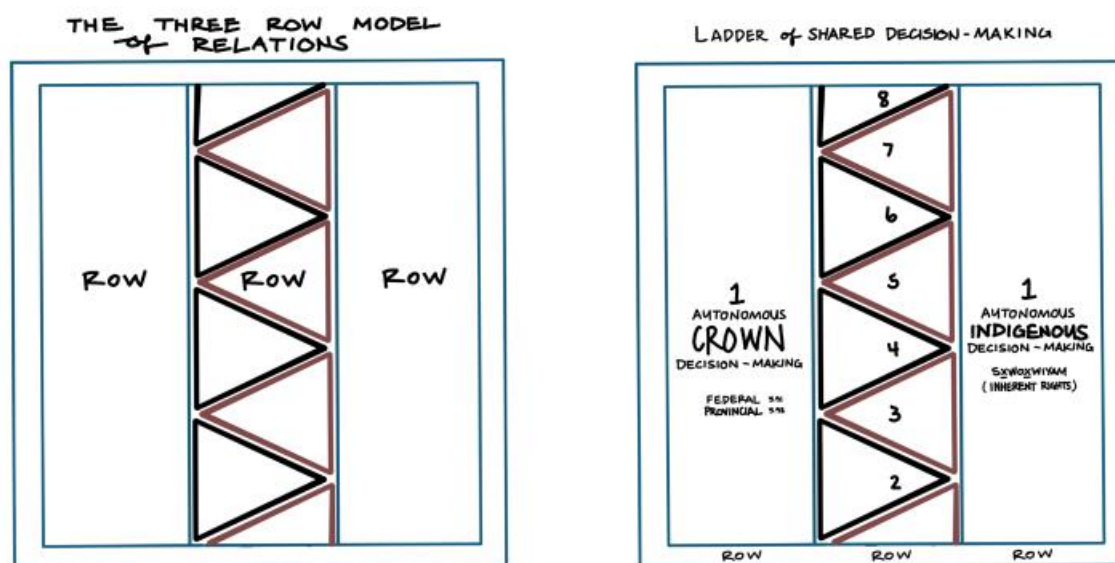 THE THREE ROW MODEL
of RELATIONS
ROW
ROW
ROW
LADDER of SHARED DECISION-MAKING
8
7
6
5
4
3
2
1
AUTONOMOUS
CROWN
DECISION-MAKING
FEDERAL
PROVINCIAL
1
AUTONOMOUS
INDIGENOUS
DECISION-MAKING
SXWOXWIYAM
(INHERENT RIGHTS)
ROW
ROW
ROW